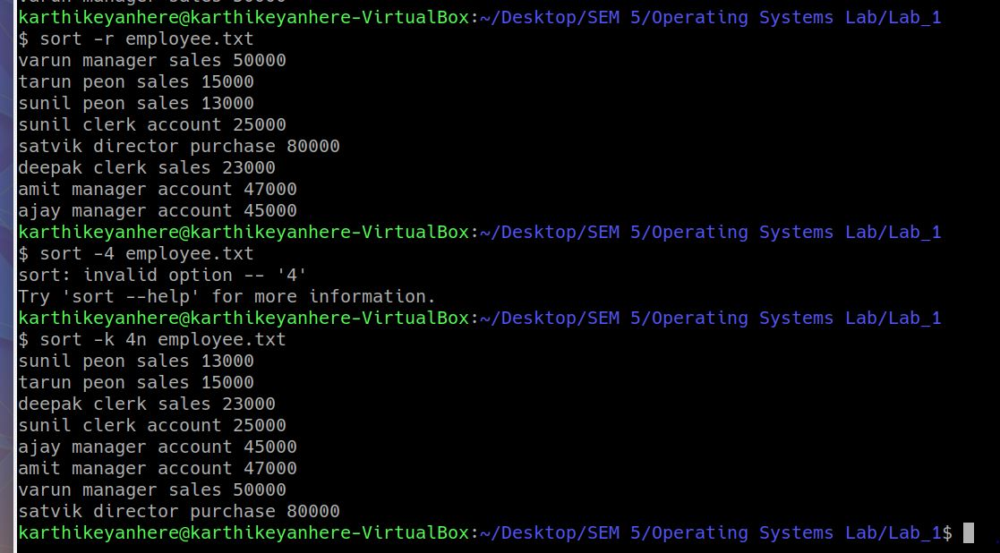 varun manager sales 50000
karthikeyanhere@karthikeyanhere-VirtualBox:~/Desktop/SEM 5/Operating Systems Lab/Lab_1
$ sort -r employee.txt
varun manager sales 50000
tarun peon sales 15000
sunil peon sales 13000
sunil clerk account 25000
satvik director purchase 80000
deepak clerk sales 23000
amit manager account 47000
ajay manager account 45000
karthikeyanhere@karthikeyanhere-VirtualBox:~/Desktop/SEM 5/Operating Systems Lab/Lab_1
$ sort -4 employee.txt
sort: invalid option -- '4'
Try 'sort --help' for more information.
karthikeyanhere@karthikeyanhere-VirtualBox:~/Desktop/SEM 5/Operating Systems Lab/Lab_1
$ sort -k 4n employee.txt
sunil peon sales 13000
tarun peon sales 15000
deepak clerk sales 23000
sunil clerk account 25000
ajay manager account 45000
amit manager account 47000
varun manager sales 50000
satvik director purchase 80000
karthikeyanhere@karthikeyanhere-VirtualBox:~/Desktop/SEM 5/Operating Systems Lab/Lab_1$